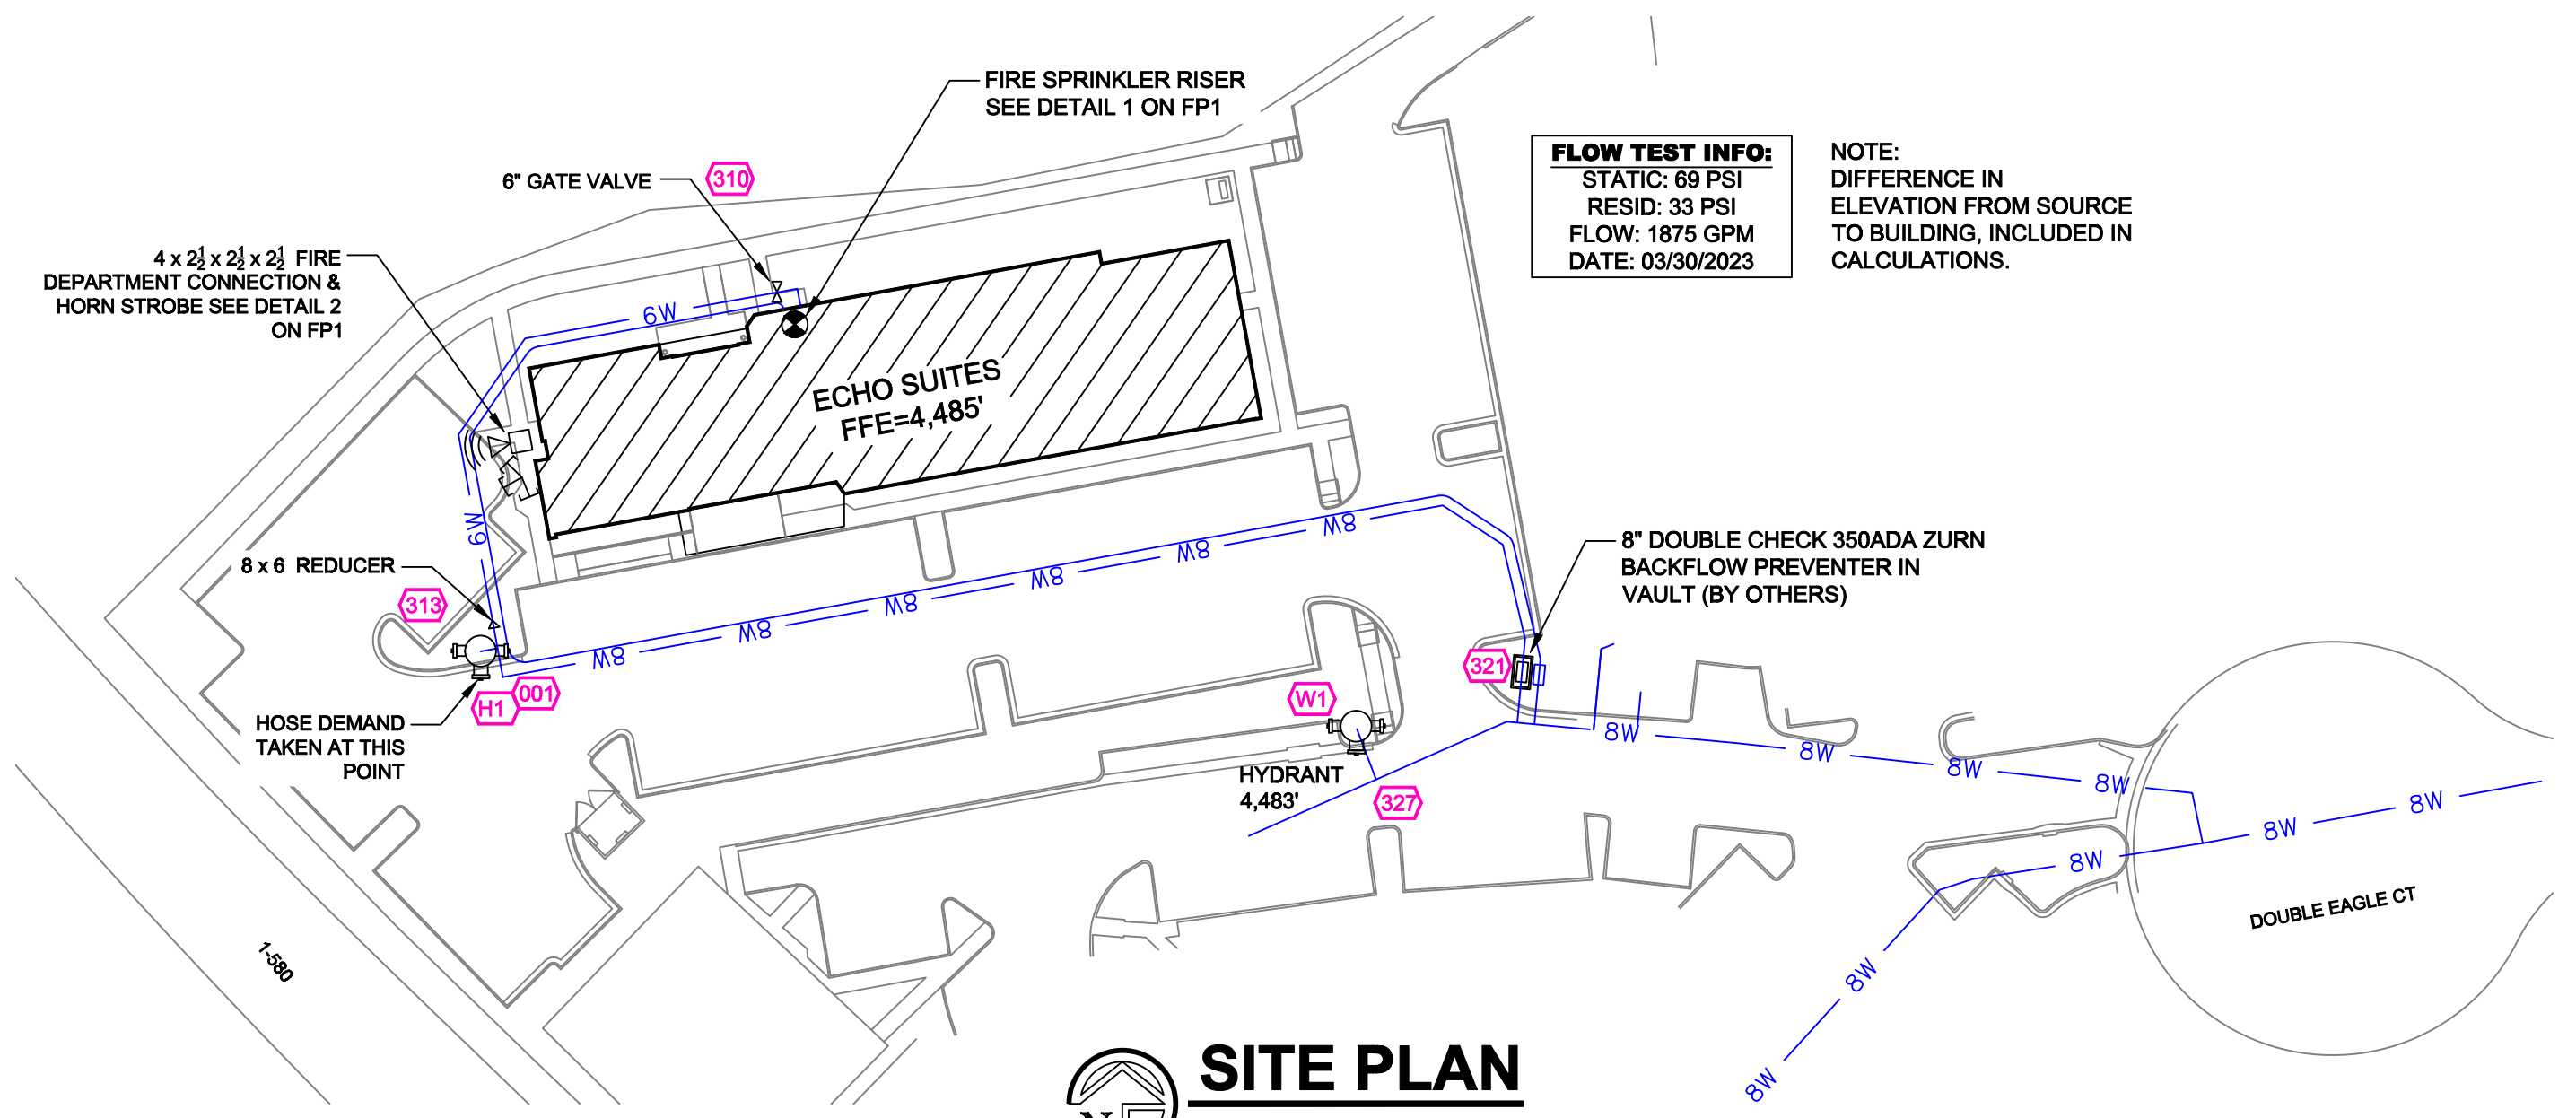 FIRE SPRINKLER RISER
SEE DETAIL 1 ON FP1
6" GATE VALVE
310
4 x 2½ x 2½ x 2½ FIRE
DEPARTMENT CONNECTION &
HORN STROBE SEE DETAIL 2
ON FP1
FLOW TEST INFO:
STATIC: 69 PSI
RESID: 33 PSI
FLOW: 1875 GPM
DATE: 03/30/2023
NOTE:
DIFFERENCE IN
ELEVATION FROM SOURCE
TO BUILDING, INCLUDED IN
CALCULATIONS.
6W
ECHO SUITES
FFE=4,485'
6W
8W
8W
8W
8W
8W
8W
8" DOUBLE CHECK 350ADA ZURN
BACKFLOW PREVENTER IN
VAULT (BY OTHERS)
8 x 6 REDUCER
313
321
H1
001
W1
HOSE DEMAND
TAKEN AT THIS
POINT
HYDRANT
4,483'
327
8W
8W
8W
8W
8W
8W
8W
8W
8W
DOUBLE EAGLE CT
1-580
SITE PLAN
N